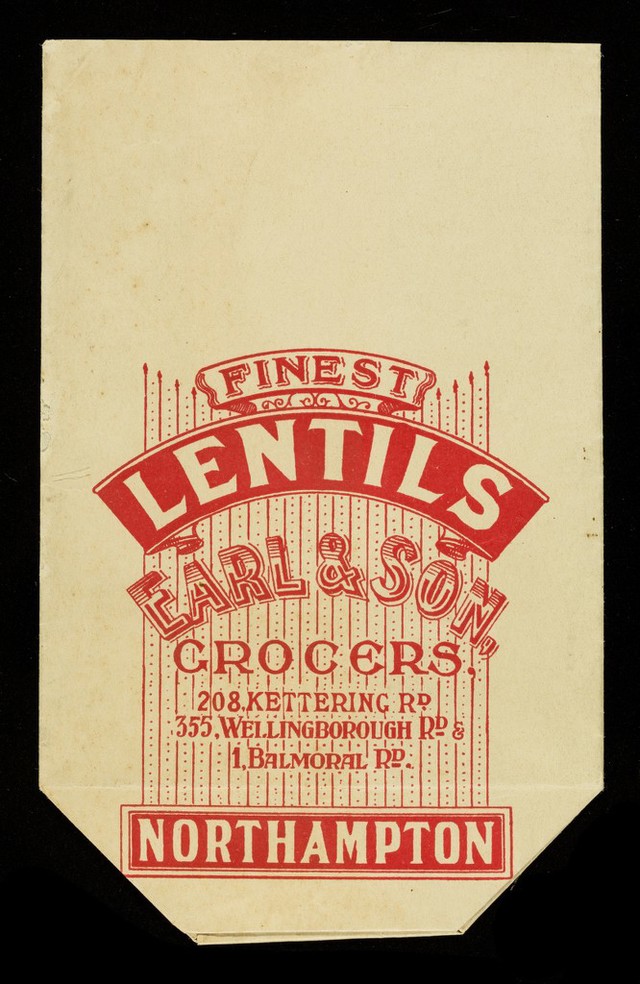 FINEST
LENTILS
EARL & SON,
GROCERS,
208, KETTERING RD
355, WELLINGBOROUGH RD &
1, BALMORAL RD.
NORTHAMPTON